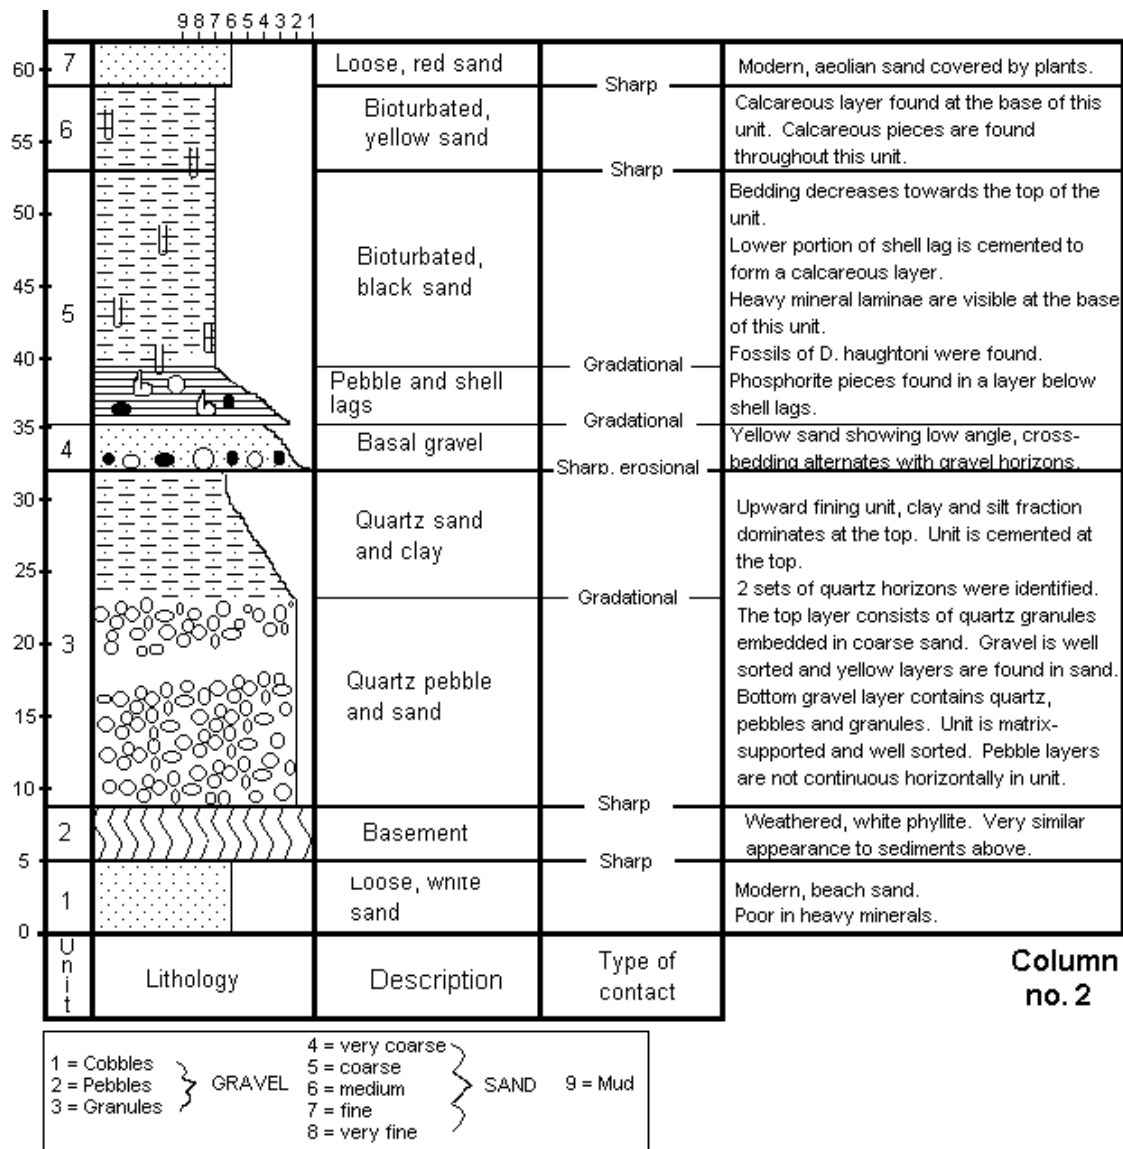 9 8 7 6 5 4 3 2 1
60
7
Loose, red sand
Sharp
Modern, aeolian sand covered by plants.
55
6
Bioturbated,
yellow sand
Sharp
Calcareous layer found at the base of this
unit. Calcareous pieces are found
throughout this unit.
50
45
40
5
Bioturbated,
black sand
Gradational
Pebble and shell
lags
Gradational
Bedding decreases towards the top of the
unit.
Lower portion of shell lag is cemented to
form a calcareous layer.
Heavy mineral laminae are visible at the base
of this unit.
Fossils of D. haughtoni were found.
Phosphorite pieces found in a layer below
shell lags.
35
4
Basal gravel
Sharp, erosional
Yellow sand showing low angle, cross-
bedding alternates with gravel horizons.
30
25
20
15
10
3
Quartz sand
and clay
Gradational
Quartz pebble
and sand
Sharp
Upward fining unit, clay and silt fraction
dominates at the top. Unit is cemented at
the top.
2 sets of quartz horizons were identified.
The top layer consists of quartz granules
embedded in coarse sand. Gravel is well
sorted and yellow layers are found in sand.
Bottom gravel layer contains quartz,
pebbles and granules. Unit is matrix-
supported and well sorted. Pebble layers
are not continuous horizontally in unit.
2
Basement
Sharp
Weathered, white phyllite. Very similar
appearance to sediments above.
5
0
1
Loose, white
sand
Modern, beach sand.
Poor in heavy minerals.
Unit
Lithology
Description
Type of
contact
Column
no. 2
1 = Cobbles
2 = Pebbles
3 = Granules
GRAVEL
4 = very coarse
5 = coarse
6 = medium
7 = fine
8 = very fine
SAND
9 = Mud